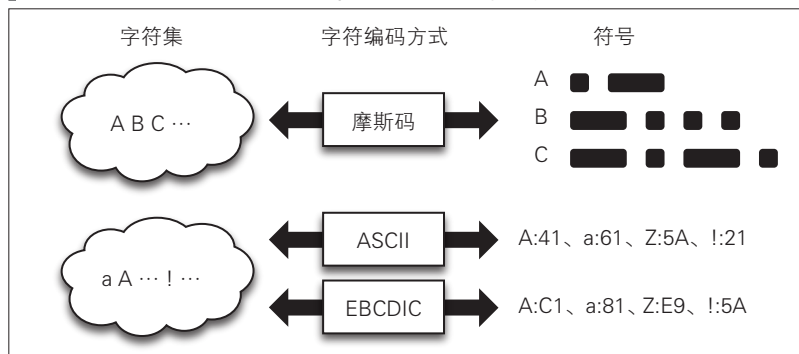 字符集 字符编码方式 符号
A B C … 摩斯码 A
B
C
a A … ! … ASCII A:41、a:61、Z:5A、!:21
EBCDIC A:C1、a:81、Z:E9、!:5A